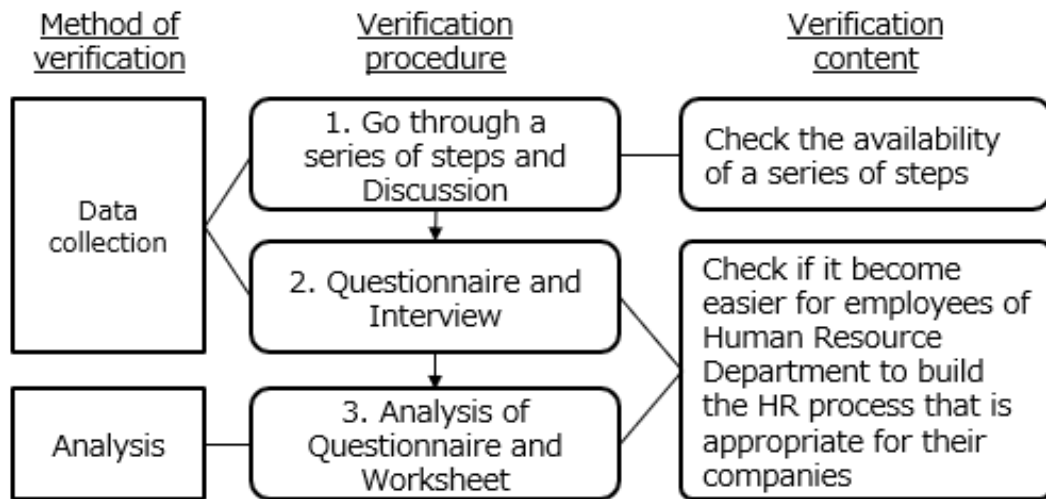 Method of
verification
Verification
procedure
Verification
content
Data
collection
1. Go through a
series of steps and
Discussion
Check the availability
of a series of steps
2. Questionnaire and
Interview
Check if it become
easier for employees of
Human Resource
Department to build
the HR process that is
appropriate for their
companies
Analysis
3. Analysis of
Questionnaire and
Worksheet